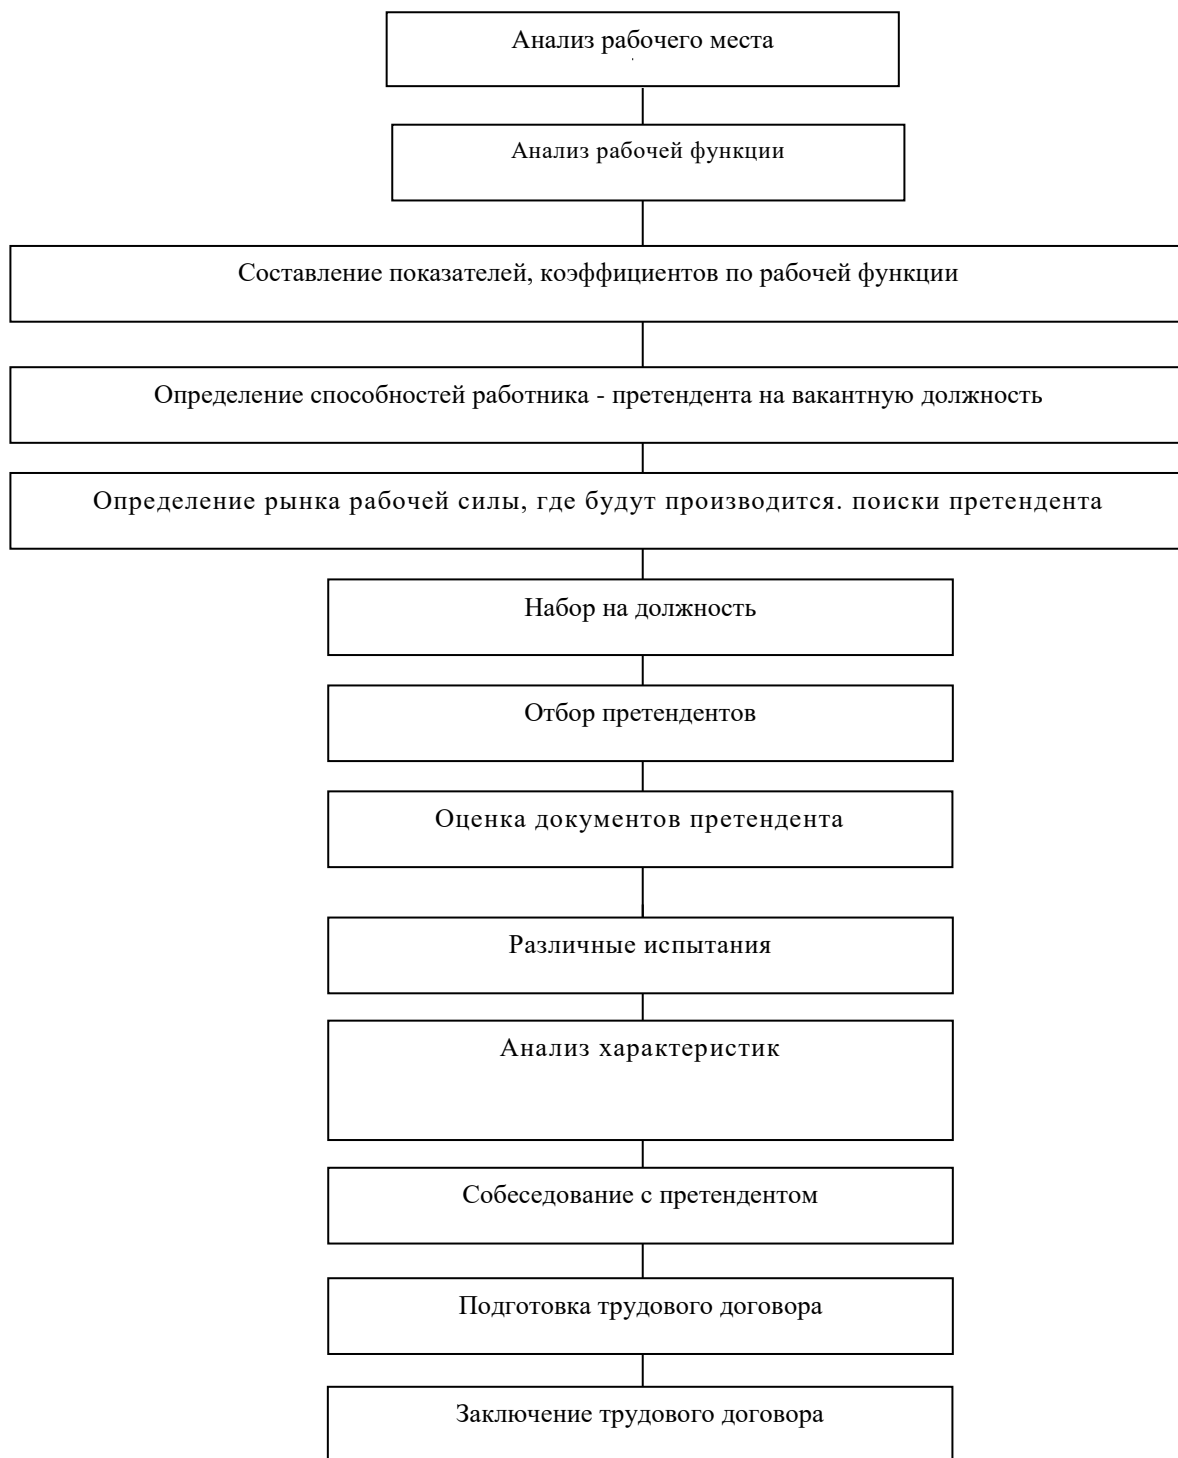 Анализ рабочего места
Анализ рабочей функции
Составление показателей, коэффициентов по рабочей функции
Определение способностей работника - претендента на вакантную должность
Определение рынка рабочей силы, где будут производится. поиски претендента
Набор на должность
Отбор претендентов
Оценка документов претендента
Различные испытания
Анализ характеристик
Собеседование с претендентом
Подготовка трудового договора
Заключение трудового договора